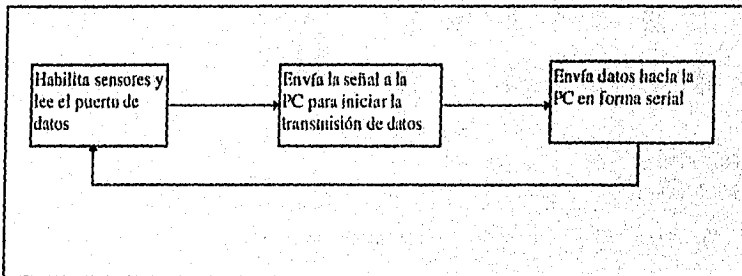 Habilita sensores y
lee el puerto de
datos
Envía la señal a la
PC para iniciar la
transmisión de datos
Envía datos hacia la
PC en forma serial